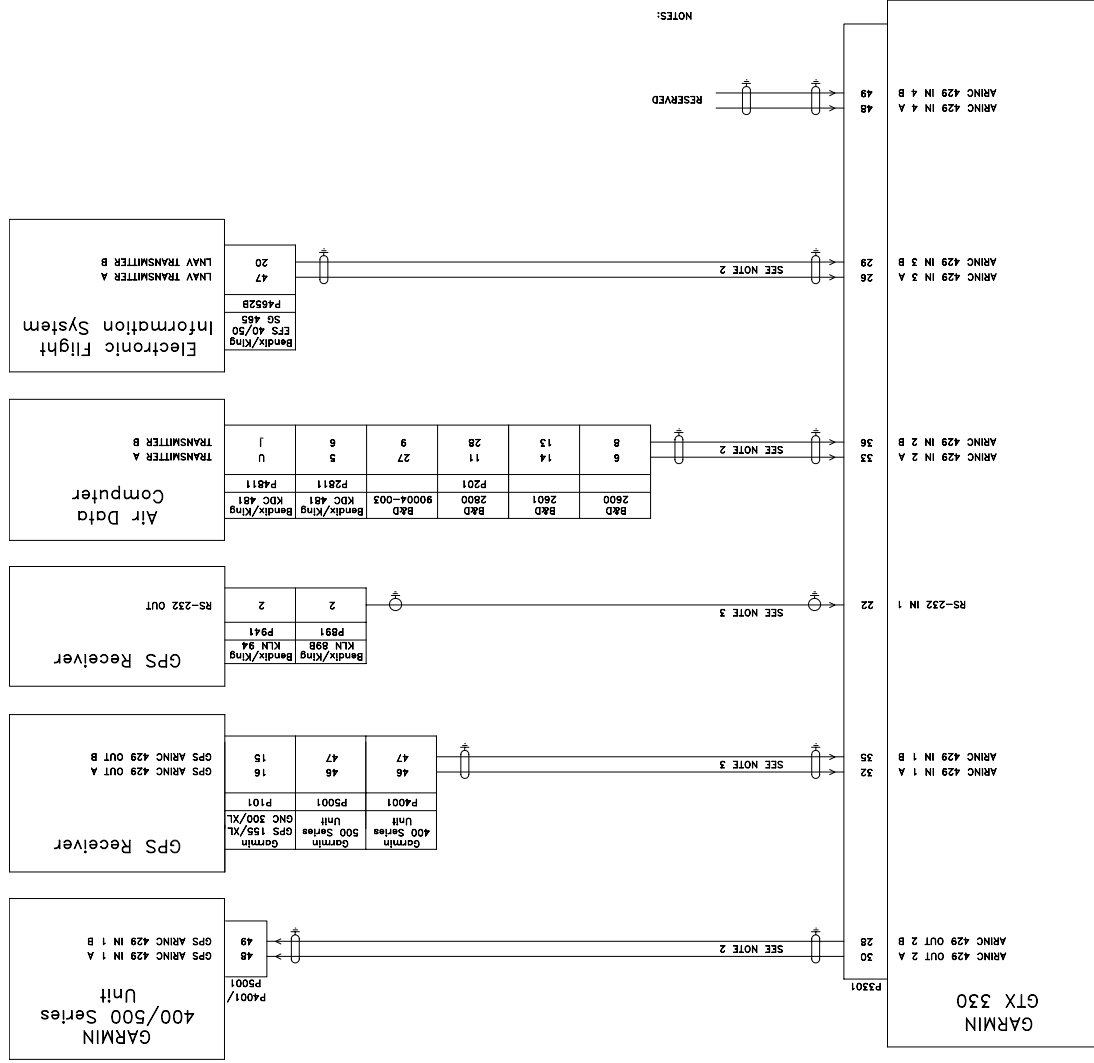 GARMIN
GTX 330
P3301
ARINC 429 OUT 2 A 30
ARINC 429 OUT 2 B 28
SEE NOTE 2
P4001/
P5001
48 GPS ARINC 429 IN 1 A
49 GPS ARINC 429 IN 1 B
GARMIN
400/500 Series
Unit
ARINC 429 IN 1 A 32
ARINC 429 IN 1 B 35
SEE NOTE 3
Garmin
400 Series
Unit
P4001
46
47
Garmin
500 Series
Unit
P5001
46
47
Garmin
GPS 155/XL
GNC 300/XL
P101
16
15
GPS Receiver
GPS ARINC 429 OUT A
GPS ARINC 429 OUT B
RS-232 IN 1 22
SEE NOTE 3
Bendix/King
KLN 89B
P891
2
Bendix/King
KLN 94
P941
2
GPS Receiver
RS-232 OUT
ARINC 429 IN 2 A 33
ARINC 429 IN 2 B 36
SEE NOTE 2
B&D
2600
6
8
B&D
2601
14
13
B&D
2800
P201
11
28
B&D
90004-003
27
9
Bendix/King
KDC 481
P2811
5
6
Bendix/King
KDC 481
P4811
U
J
Air Data
Computer
TRANSMITTER A
TRANSMITTER B
ARINC 429 IN 3 A 26
ARINC 429 IN 3 B 29
SEE NOTE 2
Bendix/King
EFS 40/50
SG 465
P4652B
47
20
Electronic Flight
Information System
LNAV TRANSMITTER A
LNAV TRANSMITTER B
ARINC 429 IN 4 A 48
ARINC 429 IN 4 B 49
RESERVED
NOTES: